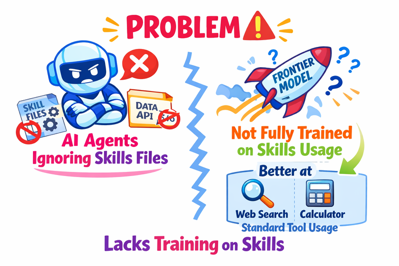 PROBLEM
SKILL
FILES
DATA
API
AI Agents
Ignoring Skills Files
FRONTIER
MODEL
Not Fully Trained
on Skills Usage
Better at
Web Search
Calculator
Standard Tool Usage
Lacks Training on Skills